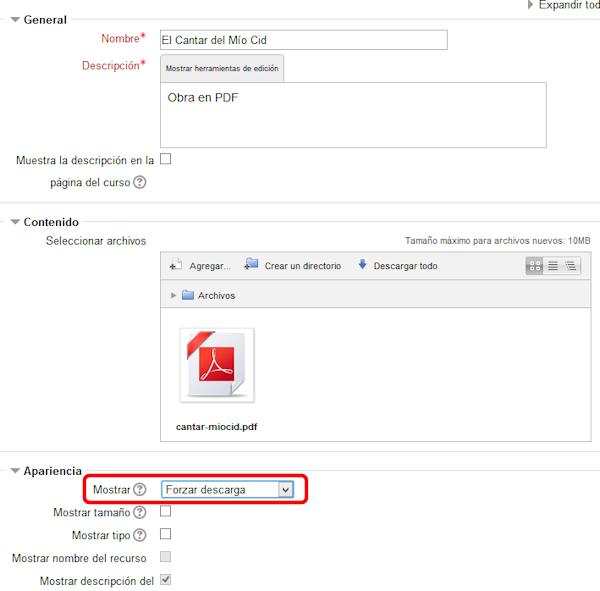 Expandir tod
General
Nombre* El Cantar del Mío Cid
Descripción* Mostrar herramientas de edición
Obra en PDF
Muestra la descripción en la
página del curso
Contenido
Seleccionar archivos Tamaño máximo para archivos nuevos: 10MB
Agregar... Crear un directorio Descargar todo
Archivos
cantar-miocid.pdf
Apariencia
Mostrar Forzar descarga
Mostrar tamaño
Mostrar tipo
Mostrar nombre del recurso
Mostrar descripción del